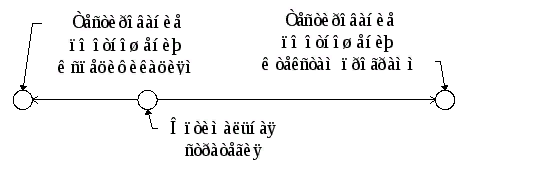 Òåñòèðîâàíèå
ïî îòíîøåíèþ
ê ñïåöèôèêàöèÿì
Òåñòèðîâàíèå
ïî îòíîøåíèþ
ê òåêñòàì ïðîãðàìì
Îïòèìàëüíàÿ
ñòðàòåãèÿ